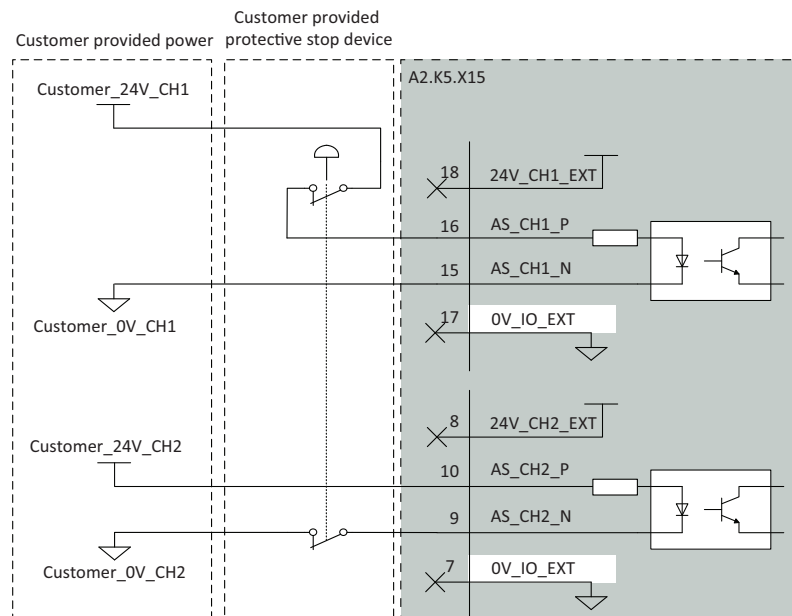 Customer provided power
Customer provided
protective stop device
A2.K5.X15
Customer_24V_CH1
18 24V_CH1_EXT
16 AS_CH1_P
15 AS_CH1_N
Customer_0V_CH1
17 0V_IO_EXT
8 24V_CH2_EXT
Customer_24V_CH2
10 AS_CH2_P
9 AS_CH2_N
Customer_0V_CH2
7 0V_IO_EXT